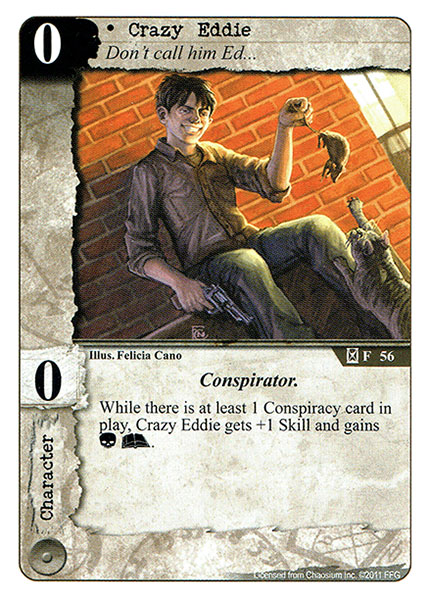 0
• Crazy Eddie
Don't call him Ed...
Illus. Felicia Cano
F 56
0
Conspirator.
While there is at least 1 Conspiracy card in
play, Crazy Eddie gets +1 Skill and gains
.
Character
Licensed from Chaosium Inc. ©2011 FFG